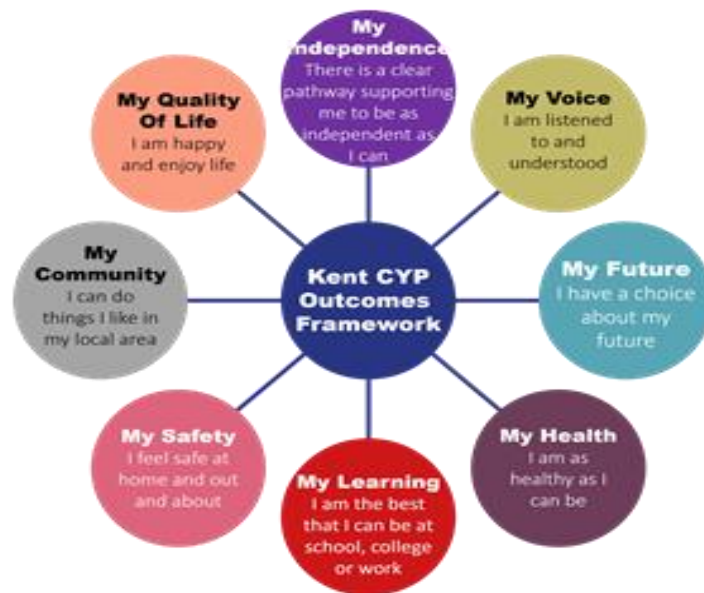 My
Independence
There is a clear
pathway supporting
me to be as
independent as
I can
My Quality
Of Life
I am happy
and enjoy life
My Voice
I am listened
to and
understood
My
Community
I can do
things I like in
my local area
Kent CYP
Outcomes
Framework
My Future
I have a choice
about my
future
My Safety
I feel safe at
home and out
and about
My Learning
I am the best
that I can be at
school, college
or work
My Health
I am as
healthy as I
can be